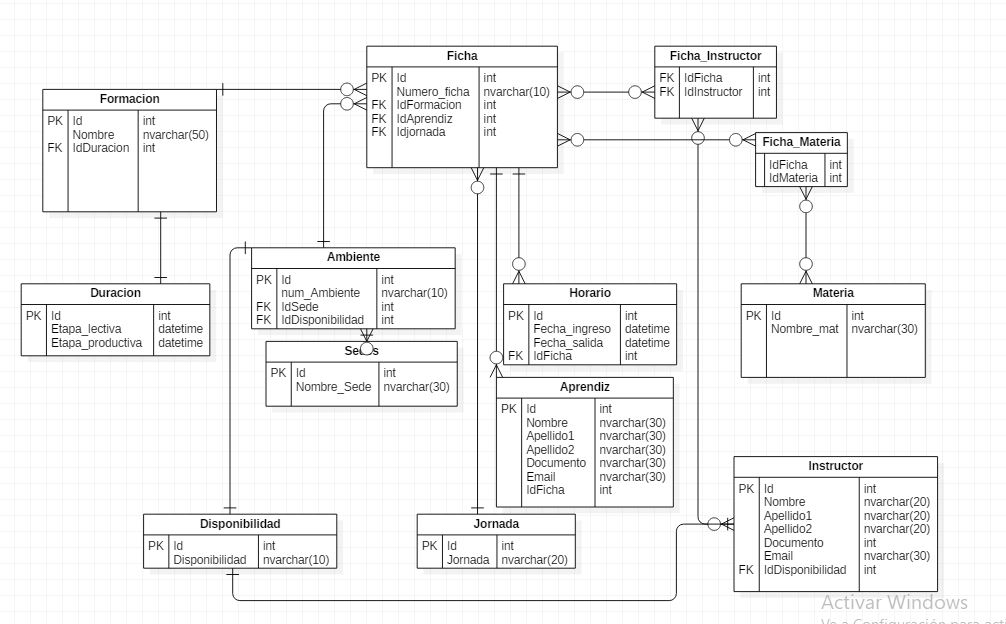 Ficha
PK Id int
Numero_ficha nvarchar(10)
FK IdFormacion int
FK IdAprendiz int
FK Idjornada int
Ficha_Instructor
FK IdFicha int
FK IdInstructor int
Formacion
PK Id int
Nombre nvarchar(50)
FK IdDuracion int
Ficha_Materia
IdFicha int
IdMateria int
Ambiente
PK Id int
num_Ambiente nvarchar(10)
FK IdSede int
FK IdDisponibilidad int
Duracion
PK Id int
Etapa_lectiva datetime
Etapa_productiva datetime
Horario
PK Id int
Fecha_ingreso datetime
Fecha_salida datetime
FK IdFicha int
Materia
PK Id int
Nombre_mat nvarchar(30)
PK Id int
Nombre_Sede nvarchar(30)
Aprendiz
PK Id int
Nombre nvarchar(30)
Apellido1 nvarchar(30)
Apellido2 nvarchar(30)
Documento nvarchar(30)
Email nvarchar(30)
IdFicha int
Instructor
PK Id int
Nombre nvarchar(20)
Apellido1 nvarchar(20)
Apellido2 nvarchar(20)
Documento int
Email nvarchar(30)
FK IdDisponibilidad int
Disponibilidad
PK Id int
Disponibilidad nvarchar(10)
Jornada
PK Id int
Jornada nvarchar(20)
Activar Windows